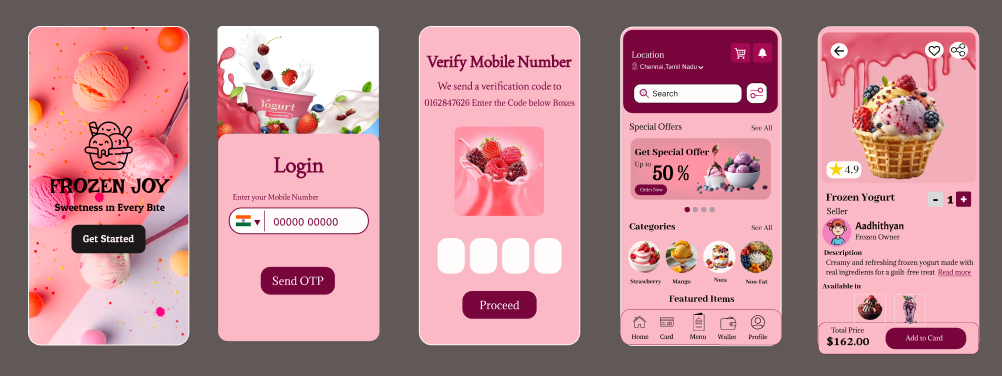 FROZEN JOY
Sweetness in Every Bite
Get Started
Yogurt
Login
Enter your Mobile Number
00000 00000
Send OTP
Verify Mobile Number
We send a verification code to
0162847626 Enter the Code below Boxes
Proceed
Location
Chennai,Tamil Nadu
Search
Special Offers
See All
Get Special Offer
Up to
50 %
Order Now
Categories
See All
Strawberry
Mango
Nuts
Non-Fat
Featured Items
Home
Card
Menu
Wallet
Profile
4.9
Frozen Yogurt
- 1 +
Seller
Aadhithyan
Frozen Owner
Description
Creamy and refreshing frozen yogurt made with
real ingredients for a guilt-free treat Read more
Available in
Total Price
$162.00
Add to Card